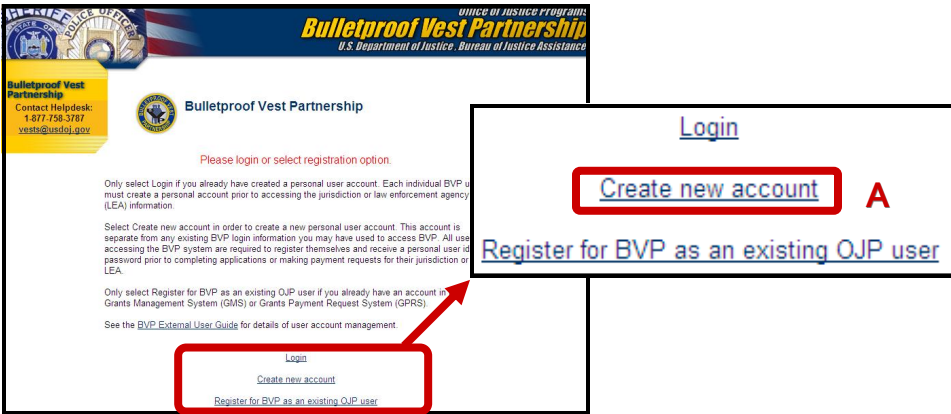 SHERIFF
STATE OF
POLICE OFFICER
Office of Justice Programs
Bulletproof Vest Partnership
U.S. Department of Justice, Bureau of Justice Assistance
Bulletproof Vest
Partnership
Contact Helpdesk:
1-877-758-3787
vests@usdoj.gov
Bulletproof Vest Partnership
Please login or select registration option.
Only select Login if you already have created a personal user account. Each individual BVP u
must create a personal account prior to accessing the jurisdiction or law enforcement agency
(LEA) information.
Select Create new account in order to create a new personal user account. This account is
separate from any existing BVP login information you may have used to access BVP. All use
accessing the BVP system are required to register themselves and receive a personal user id
password prior to completing applications or making payment requests for their jurisdiction or
LEA.
Only select Register for BVP as an existing OJP user if you already have an account in
Grants Management System (GMS) or Grants Payment Request System (GPRS).
See the BVP External User Guide for details of user account management.
Login
Create new account
Register for BVP as an existing OJP user
Login
Create new account A
Register for BVP as an existing OJP user